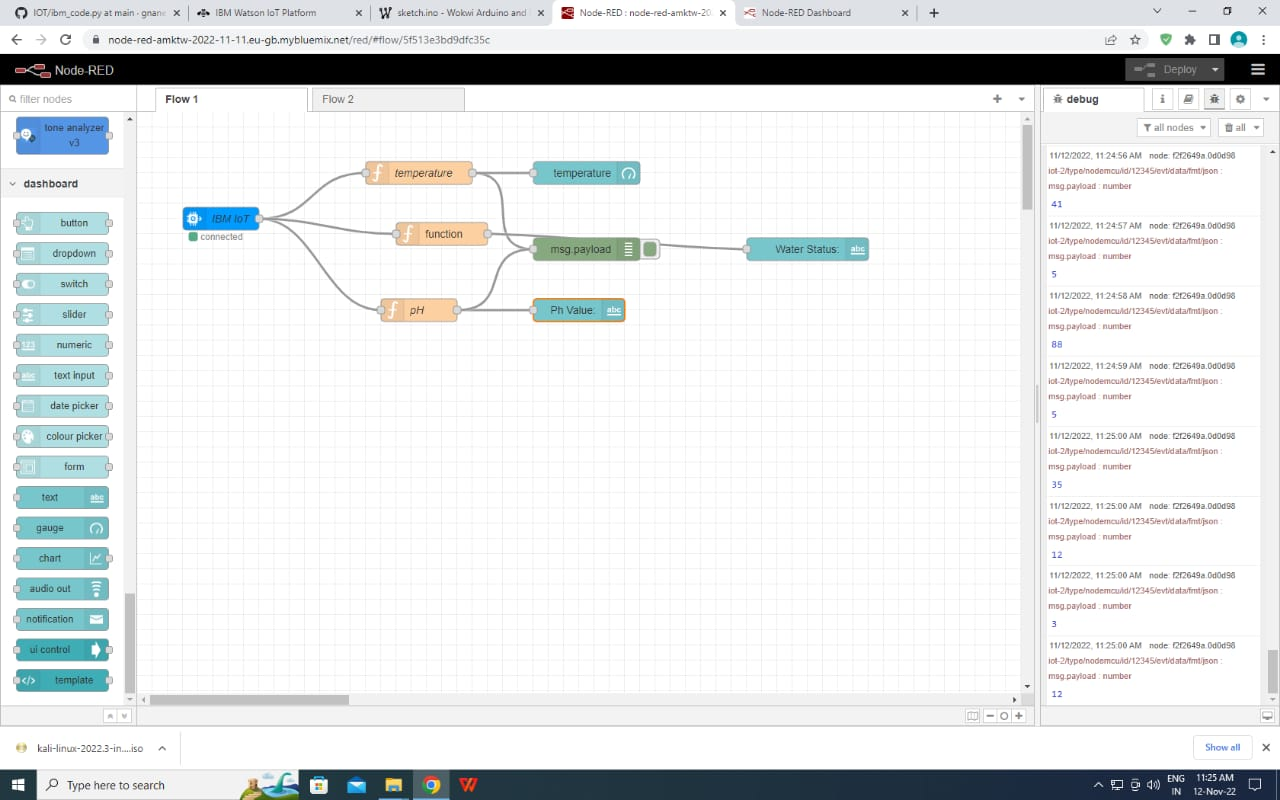 IOT/ibm_code.py at main · gnane
IBM Watson IoT Platform
sketch.ino - Wokwi Arduino and
Node-RED : node-red-amktw-20
Node-RED Dashboard
node-red-amktw-2022-11-11.eu-gb.mybluemix.net/red/#flow/5f513e3bd9dfc35c
Node-RED
Deploy
filter nodes
Flow 1
Flow 2
debug
all nodes
all
tone analyzer
v3
dashboard
button
dropdown
switch
slider
123
numeric
abc
text input
date picker
colour picker
form
text
abc
gauge
chart
audio out
notification
ui control
template
IBM IoT
connected
temperature
temperature
function
msg.payload
Water Status:
abc
pH
Ph Value:
abc
11/12/2022, 11:24:56 AM node: f2f2649a.0d0d98
iot-2/type/nodemcu/id/12345/evt/data/fmt/json :
msg.payload : number
41
11/12/2022, 11:24:57 AM node: f2f2649a.0d0d98
iot-2/type/nodemcu/id/12345/evt/data/fmt/json :
msg.payload : number
5
11/12/2022, 11:24:58 AM node: f2f2649a.0d0d98
iot-2/type/nodemcu/id/12345/evt/data/fmt/json :
msg.payload : number
88
11/12/2022, 11:24:59 AM node: f2f2649a.0d0d98
iot-2/type/nodemcu/id/12345/evt/data/fmt/json :
msg.payload : number
5
11/12/2022, 11:25:00 AM node: f2f2649a.0d0d98
iot-2/type/nodemcu/id/12345/evt/data/fmt/json :
msg.payload : number
35
11/12/2022, 11:25:00 AM node: f2f2649a.0d0d98
iot-2/type/nodemcu/id/12345/evt/data/fmt/json :
msg.payload : number
12
11/12/2022, 11:25:00 AM node: f2f2649a.0d0d98
iot-2/type/nodemcu/id/12345/evt/data/fmt/json :
msg.payload : number
3
11/12/2022, 11:25:00 AM node: f2f2649a.0d0d98
iot-2/type/nodemcu/id/12345/evt/data/fmt/json :
msg.payload : number
12
kali-linux-2022.3-in....iso
Show all
Type here to search
ENG
IN
11:25 AM
12-Nov-22